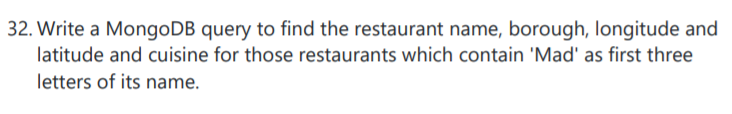 32. Write a MongoDB query to find the restaurant name, borough, longitude and
latitude and cuisine for those restaurants which contain 'Mad' as first three
letters of its name.